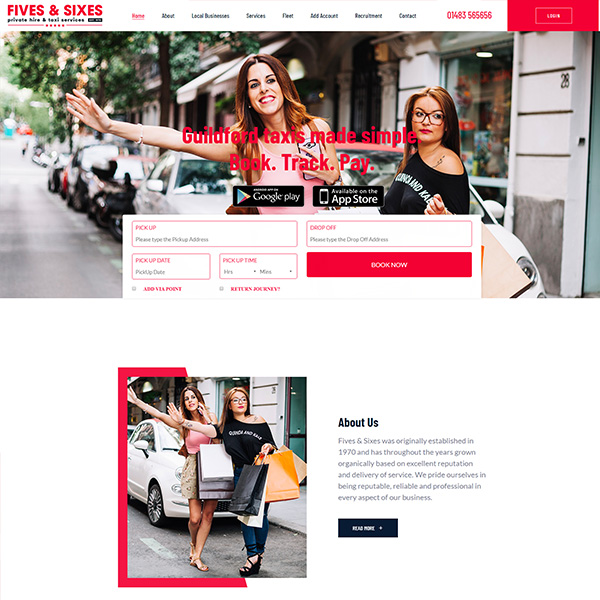 FIVES & SIXES
private hire & taxi services
Home
About
Local Businesses
Services
Fleet
Add Account
Recruitment
Contact
01483 565656
LOGIN
28
Guildford taxis made simple.
Book. Track. Pay.
ANDROID APP ON
Google play
Available on the
App Store
PICK UP
Please type the Pickup Address
DROP OFF
Please type the Drop Off Address
PICK UP DATE
PickUp Date
PICK UP TIME
Hrs
Mins
BOOK NOW
ADD VIA POINT
RETURN JOURNEY?
About Us
Fives & Sixes was originally established in
1970 and has throughout the years grown
organically based on excellent reputation
and delivery of service. We pride ourselves in
being reputable, reliable and professional in
every aspect of our business.
READ MORE +